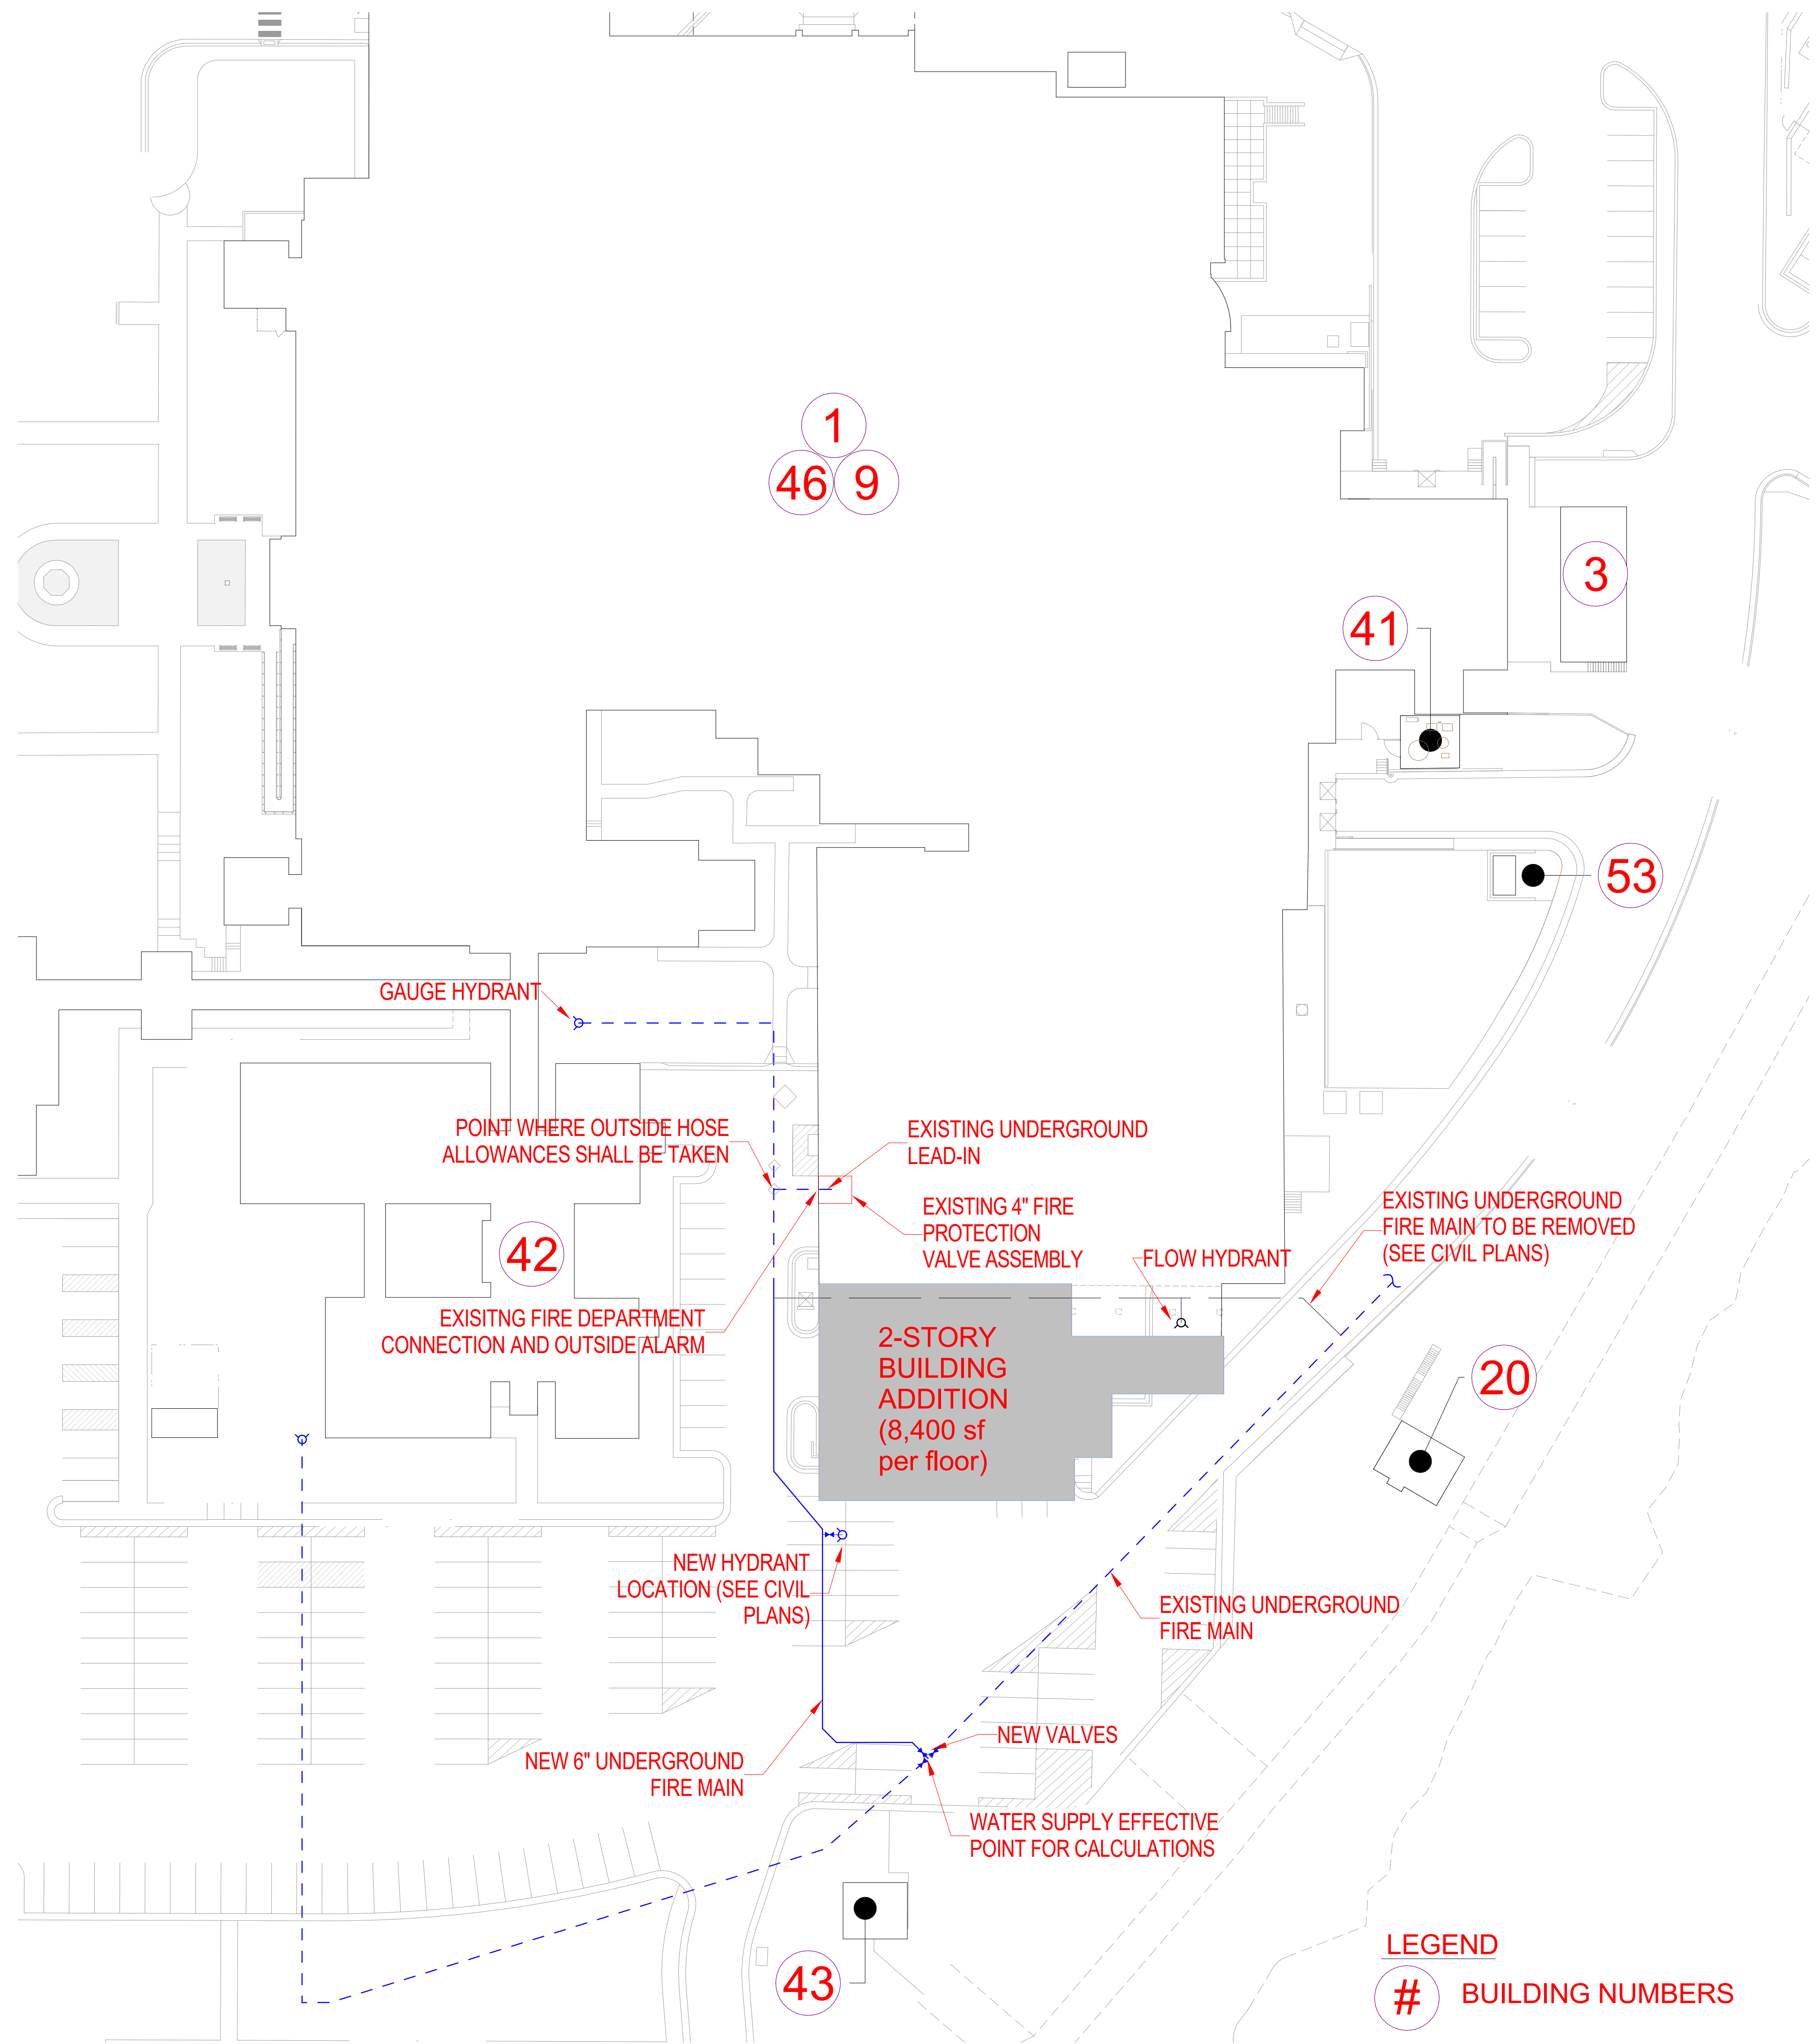 1
46
9
3
41
53
GAUGE HYDRANT
POINT WHERE OUTSIDE HOSE
ALLOWANCES SHALL BE TAKEN
EXISTING UNDERGROUND
LEAD-IN
EXISTING 4" FIRE
PROTECTION
VALVE ASSEMBLY
EXISTING UNDERGROUND
FIRE MAIN TO BE REMOVED
(SEE CIVIL PLANS)
42
FLOW HYDRANT
EXISITNG FIRE DEPARTMENT
CONNECTION AND OUTSIDE ALARM
2-STORY
BUILDING
ADDITION
(8,400 sf
per floor)
20
NEW HYDRANT
LOCATION (SEE CIVIL
PLANS)
EXISTING UNDERGROUND
FIRE MAIN
NEW VALVES
NEW 6" UNDERGROUND
FIRE MAIN
WATER SUPPLY EFFECTIVE
POINT FOR CALCULATIONS
43
LEGEND
# BUILDING NUMBERS